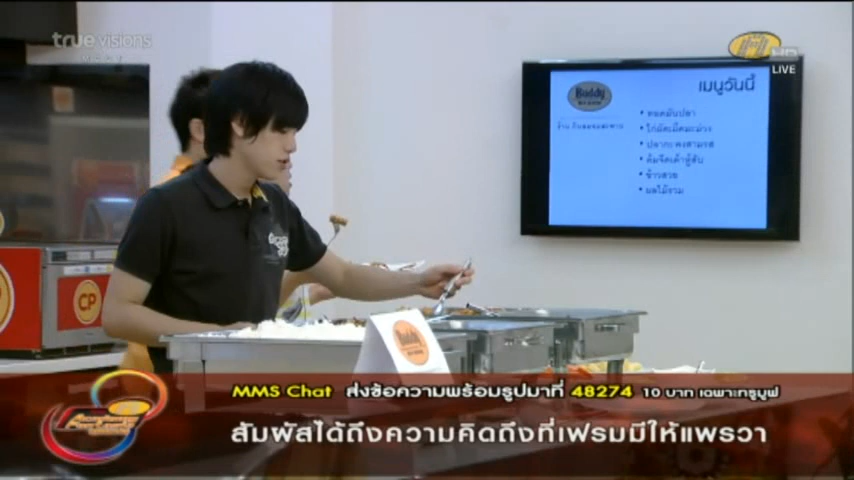 true visions
HD
LIVE
Buddy
เมนูวันนี้
• ทอดมันปลา
• ไก่ผัดเม็ดมะม่วง
• ปลากะพงสามรส
• ต้มจืดเต้าหู้สับ
• ข้าวสวย
• ผลไม้รวม
CP
CP
Buddy
MMS Chat ส่งข้อความพร้อมรูปมาที่ 48274 10 บาท เฉพาะทรูมูฟ
สัมผัสได้ถึงความคิดถึงที่เฟรมมีให้แพรวา